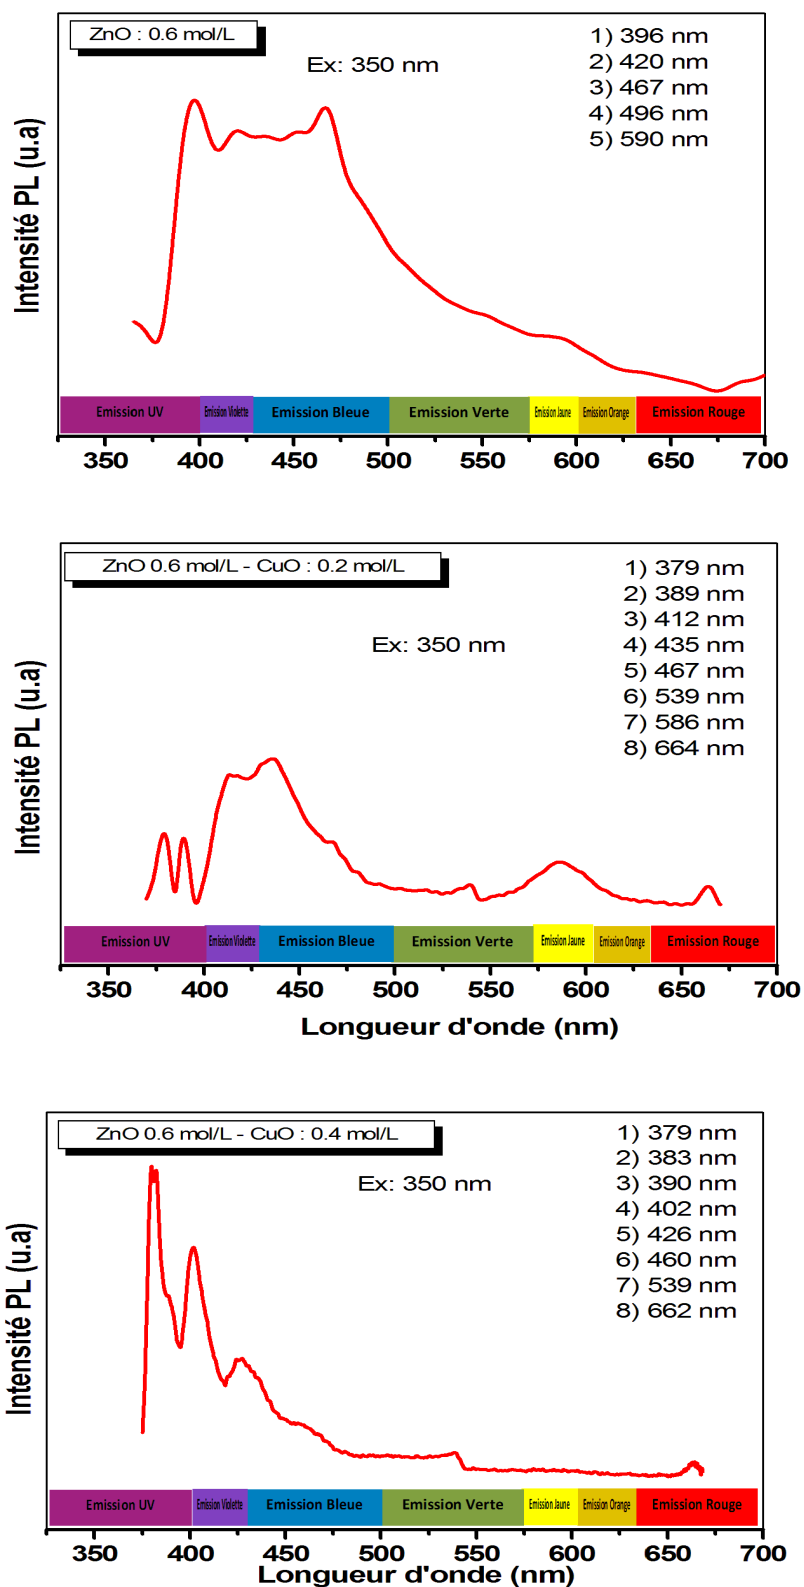 ZnO : 0.6 mol/L
Ex: 350 nm
1) 396 nm
2) 420 nm
3) 467 nm
4) 496 nm
5) 590 nm
Intensité PL (u.a)
Emission UV Emission Violette Emission Bleue Emission Verte Emission Jaune Emission Orange Emission Rouge
350 400 450 500 550 600 650 700
ZnO 0.6 mol/L - CuO : 0.2 mol/L
Ex: 350 nm
1) 379 nm
2) 389 nm
3) 412 nm
4) 435 nm
5) 467 nm
6) 539 nm
7) 586 nm
8) 664 nm
Intensité PL (u.a)
Emission UV Emission Violette Emission Bleue Emission Verte Emission Jaune Emission Orange Emission Rouge
350 400 450 500 550 600 650 700
Longueur d'onde (nm)
ZnO 0.6 mol/L - CuO : 0.4 mol/L
Ex: 350 nm
1) 379 nm
2) 383 nm
3) 390 nm
4) 402 nm
5) 426 nm
6) 460 nm
7) 539 nm
8) 662 nm
Intensité PL (u.a)
Emission UV Emission Violette Emission Bleue Emission Verte Emission Jaune Emission Orange Emission Rouge
350 400 450 500 550 600 650 700
Longueur d'onde (nm)